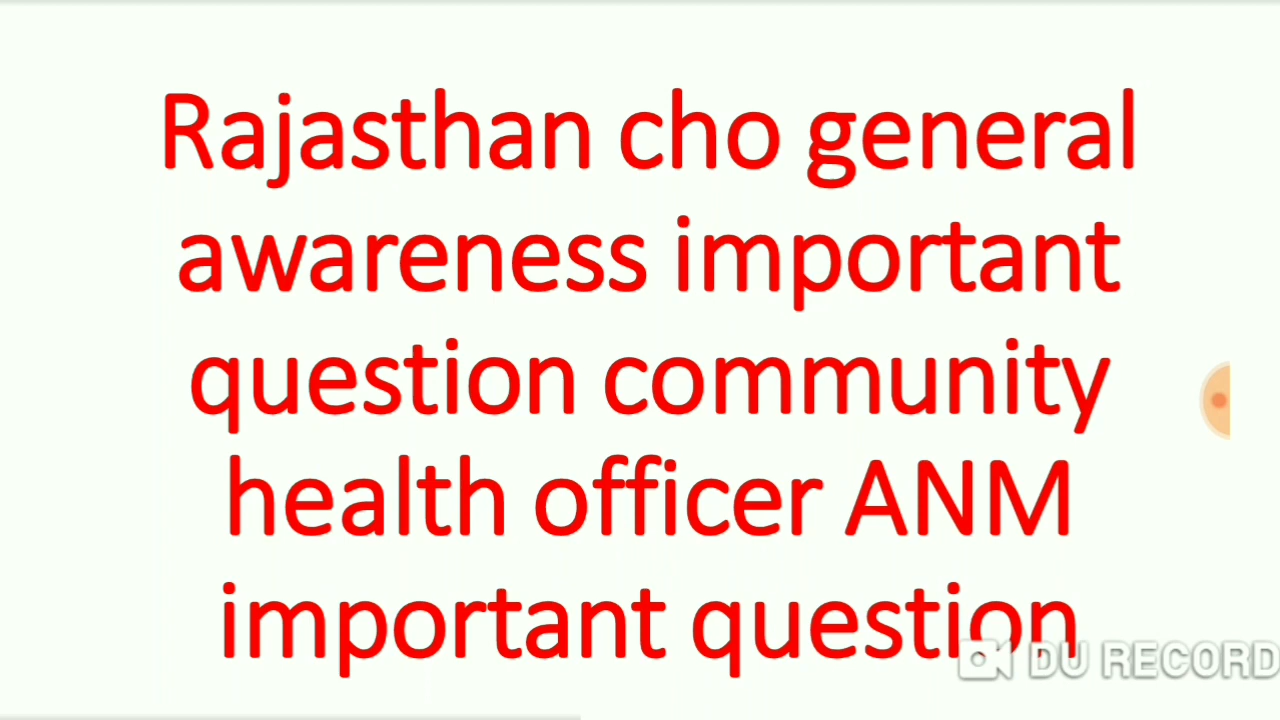 Rajasthan cho general
awareness important
question community
health officer ANM
important question
DU RECORD